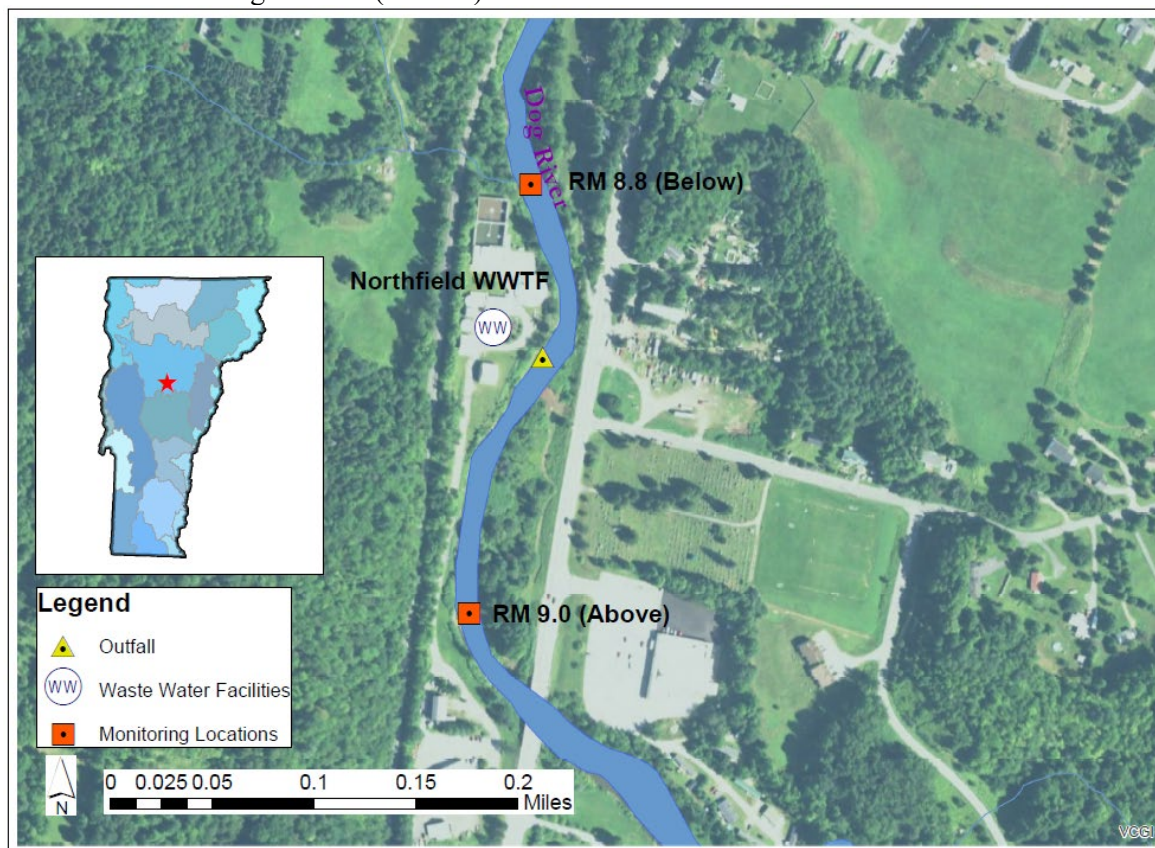 Dog River
RM 8.8 (Below)
Northfield WWTF
WW
RM 9.0 (Above)
Legend
Outfall
WW Waste Water Facilities
Monitoring Locations
N
0 0.025 0.05 0.1 0.15 0.2
Miles
VCGI